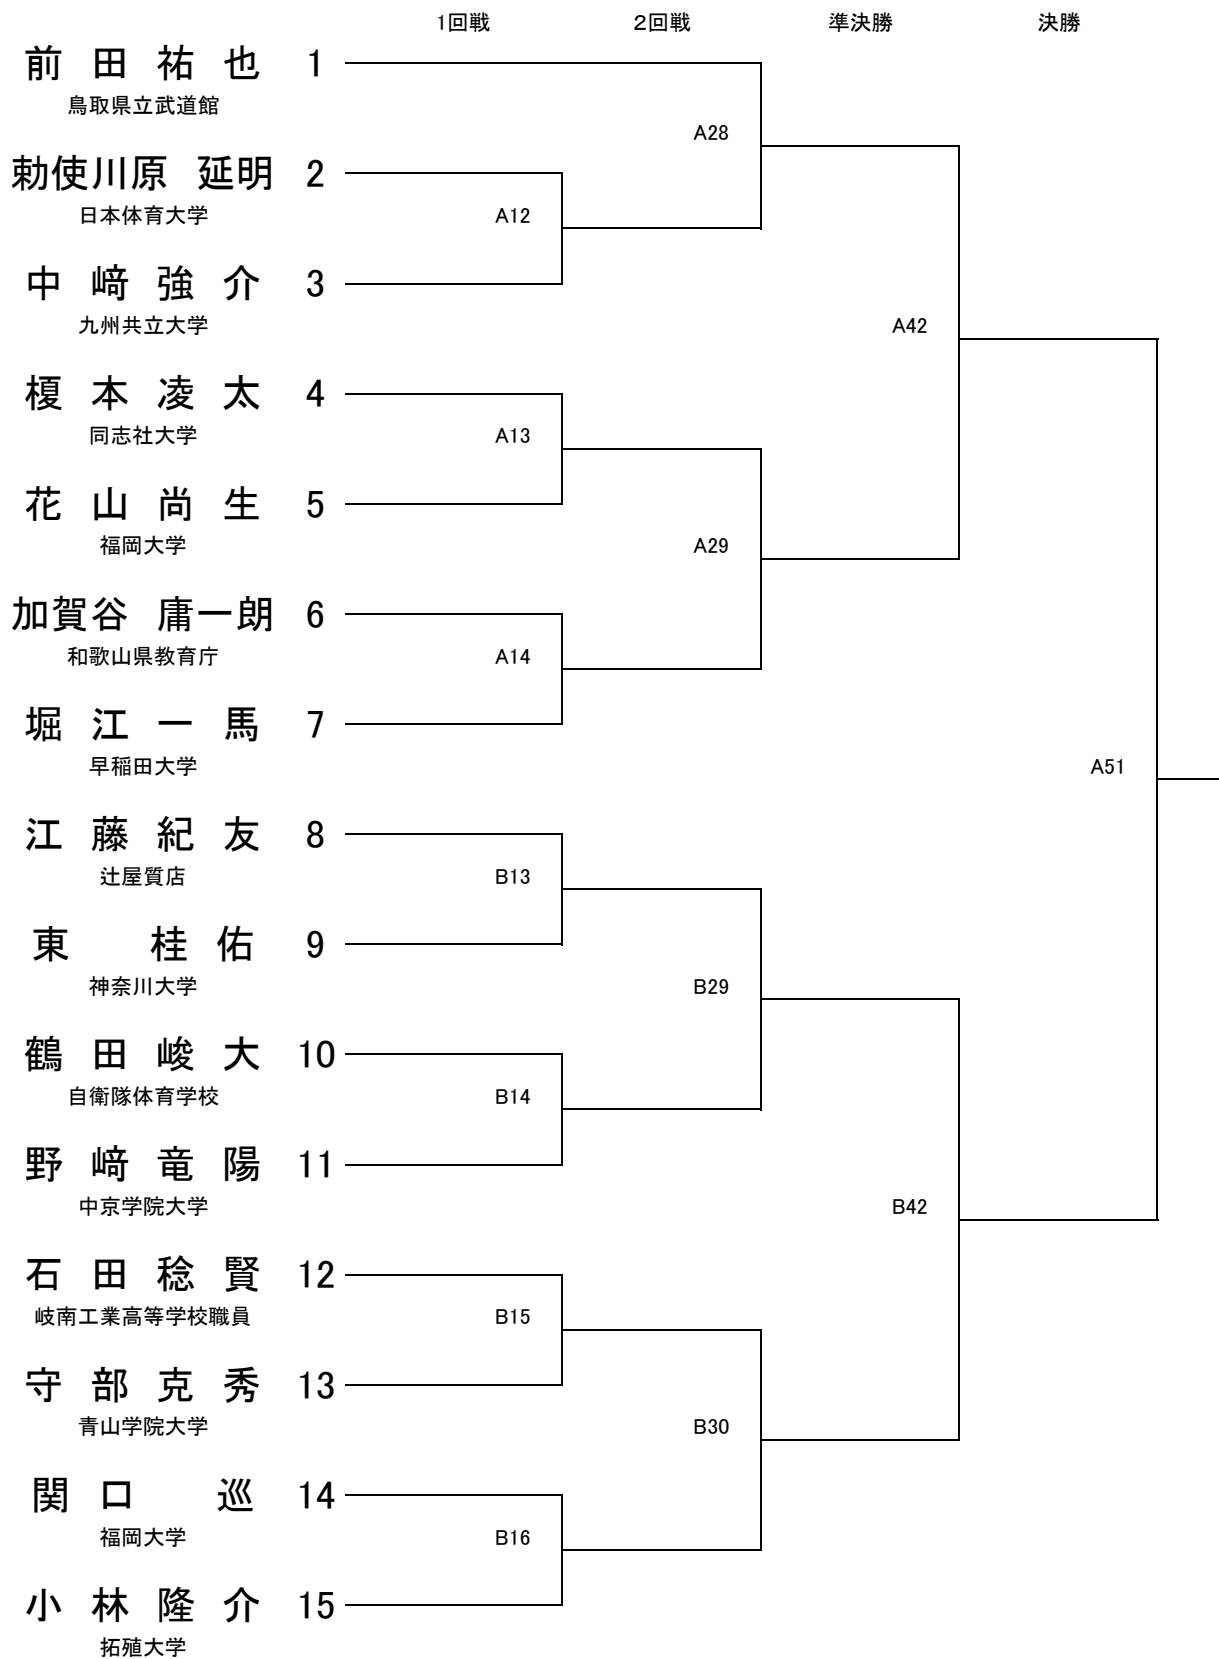 1回戦 2回戦 準決勝 決勝
前田祐也 1
鳥取県立武道館
A28
勅使川原 延明 2
日本体育大学 A12
中﨑強介 3
九州共立大学
A42
榎本凌太 4
同志社大学 A13
花山尚生 5
福岡大学 A29
加賀谷 庸一朗 6
和歌山県教育庁 A14
堀江一馬 7
早稲田大学 A51
江藤紀友 8
辻屋質店 B13
東 桂佑 9
神奈川大学 B29
鶴田峻大 10
自衛隊体育学校 B14
野﨑竜陽 11
中京学院大学 B42
石田稔賢 12
岐南工業高等学校職員 B15
守部克秀 13
青山学院大学 B30
関口 巡 14
福岡大学 B16
小林隆介 15
拓殖大学